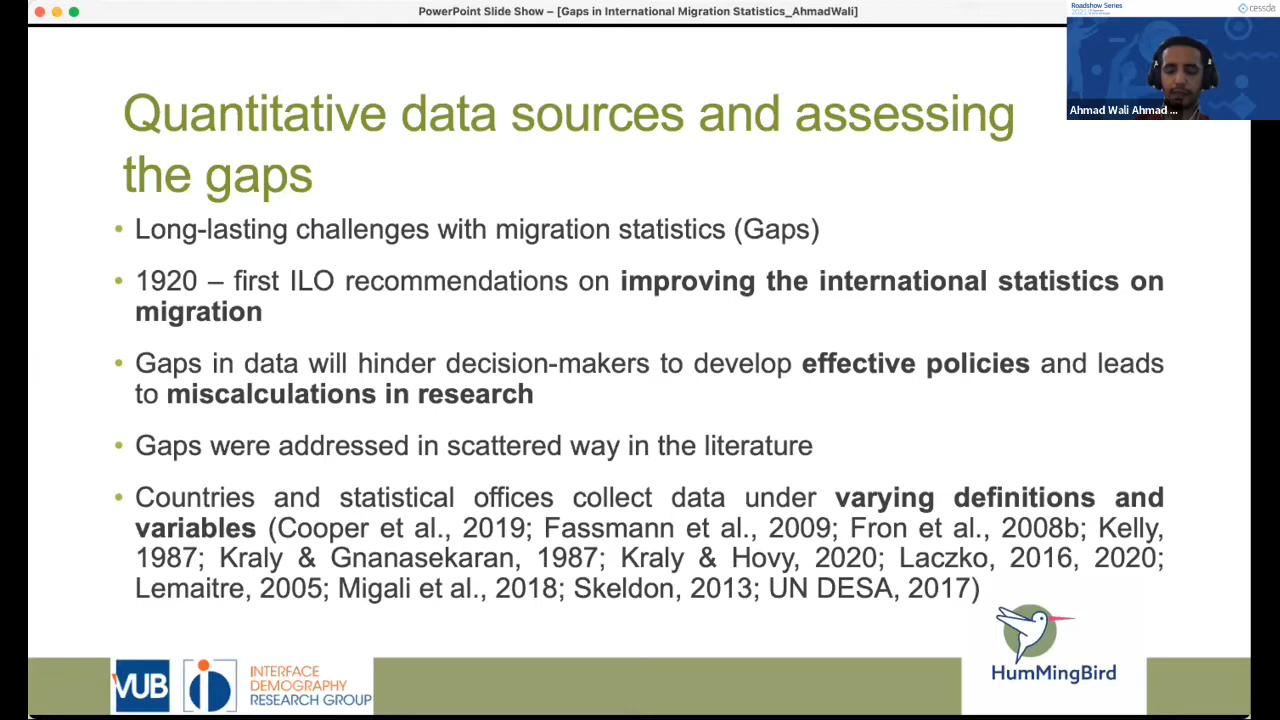 PowerPoint Slide Show – [Gaps in International Migration Statistics_AhmadWali]
Roadshow Series
cessda
Ahmad Wali Ahmad ...
Quantitative data sources and assessing
the gaps
• Long-lasting challenges with migration statistics (Gaps)
• 1920 – first ILO recommendations on improving the international statistics on
migration
• Gaps in data will hinder decision-makers to develop effective policies and leads
to miscalculations in research
• Gaps were addressed in scattered way in the literature
• Countries and statistical offices collect data under varying definitions and
variables (Cooper et al., 2019; Fassmann et al., 2009; Fron et al., 2008b; Kelly,
1987; Kraly & Gnanasekaran, 1987; Kraly & Hovy, 2020; Laczko, 2016, 2020;
Lemaitre, 2005; Migali et al., 2018; Skeldon, 2013; UN DESA, 2017)
HumMingBird
VUB
INTERFACE
DEMOGRAPHY
RESEARCH GROUP